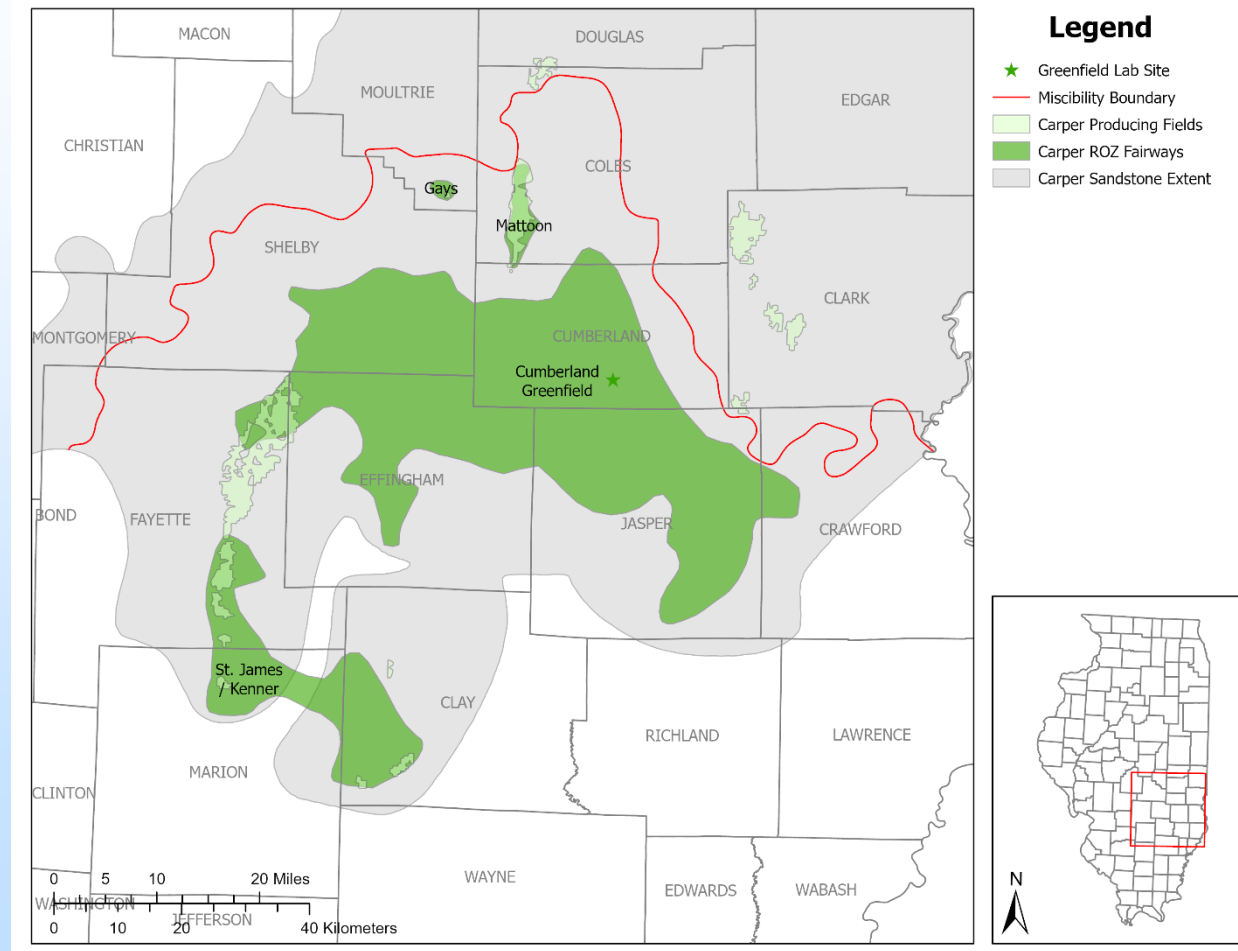 MACON
DOUGLAS
MOULTRIE
EDGAR
CHRISTIAN
COLES
Gays
Mattoon
SHELBY
CLARK
MONTGOMERY
CUMBERLAND
Cumberland
Greenfield
EFFINGHAM
BOND
FAYETTE
JASPER
CRAWFORD
St. James
/ Kenner
CLAY
RICHLAND
LAWRENCE
MARION
CLINTON
WAYNE
EDWARDS
WABASH
WASHINGTON
JEFFERSON
0 5 10 20 Miles
0 10 20 40 Kilometers
Legend
Greenfield Lab Site
Miscibility Boundary
Carper Producing Fields
Carper ROZ Fairways
Carper Sandstone Extent
N